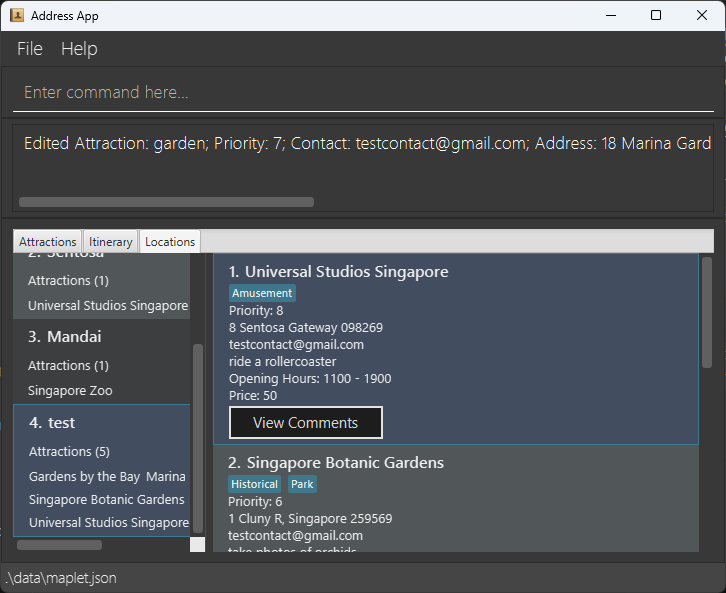 Address App
File Help
Enter command here...
Edited Attraction: garden; Priority: 7; Contact: testcontact@gmail.com; Address: 18 Marina Gard
Attractions Itinerary Locations
2. Sentosa
Attractions (1)
Universal Studios Singapore
3. Mandai
Attractions (1)
Singapore Zoo
4. test
Attractions (5)
Gardens by the Bay Marina
Singapore Botanic Gardens
Universal Studios Singapore
1. Universal Studios Singapore
Amusement
Priority: 8
8 Sentosa Gateway 098269
testcontact@gmail.com
ride a rollercoaster
Opening Hours: 1100 - 1900
Price: 50
View Comments
2. Singapore Botanic Gardens
Historical Park
Priority: 6
1 Cluny R, Singapore 259569
testcontact@gmail.com
take photos of orchids
.\data\maplet.json